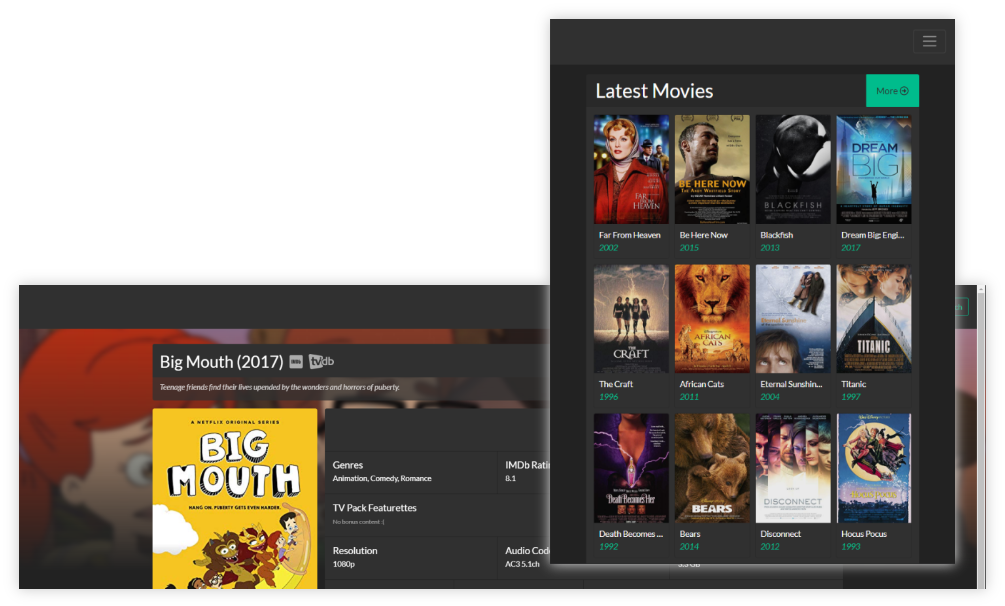 Latest Movies
More
FAR FROM HEAVEN
BE HERE NOW
THE ANDY WHITFIELD STORY
BLACKFISH
DREAM BIG
Far From Heaven
Be Here Now
Blackfish
Dream Big: Engi...
2002
2015
2013
2017
THE CRAFT
AFRICAN CATS
Eternal Sunshine
TITANIC
The Craft
African Cats
Eternal Sunshin...
Titanic
1996
2011
2004
1997
Death Becomes Her
BEARS
DISCONNECT
HOCUS POCUS
Death Becomes ...
Bears
Disconnect
Hocus Pocus
1992
2014
2012
1993
Big Mouth (2017)
tvdb
Teenage friends find their lives upended by the wonders and horrors of puberty.
A NETFLIX ORIGINAL SERIES
BIG MOUTH
HANG ON. PUBERTY GETS EVEN HARDER.
Genres
IMDb Ratin
Animation, Comedy, Romance
8.1
TV Pack Featurettes
No bonus content :(
Resolution
Audio Code
1080p
AC3 5.1ch